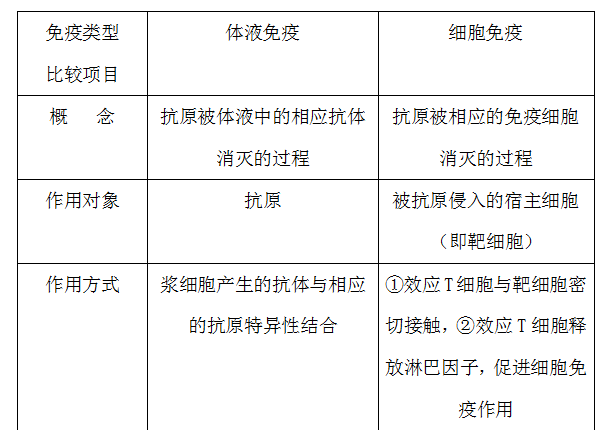 免疫类型 体液免疫 细胞免疫
比较项目
概 念 抗原被体液中的相应抗体 抗原被相应的免疫细胞
消灭的过程 消灭的过程
作用对象 抗原 被抗原侵入的宿主细胞
（即靶细胞）
作用方式 浆细胞产生的抗体与相应 ①效应T细胞与靶细胞密
的抗原特异性结合 切接触，②效应T细胞释
放淋巴因子，促进细胞免
疫作用